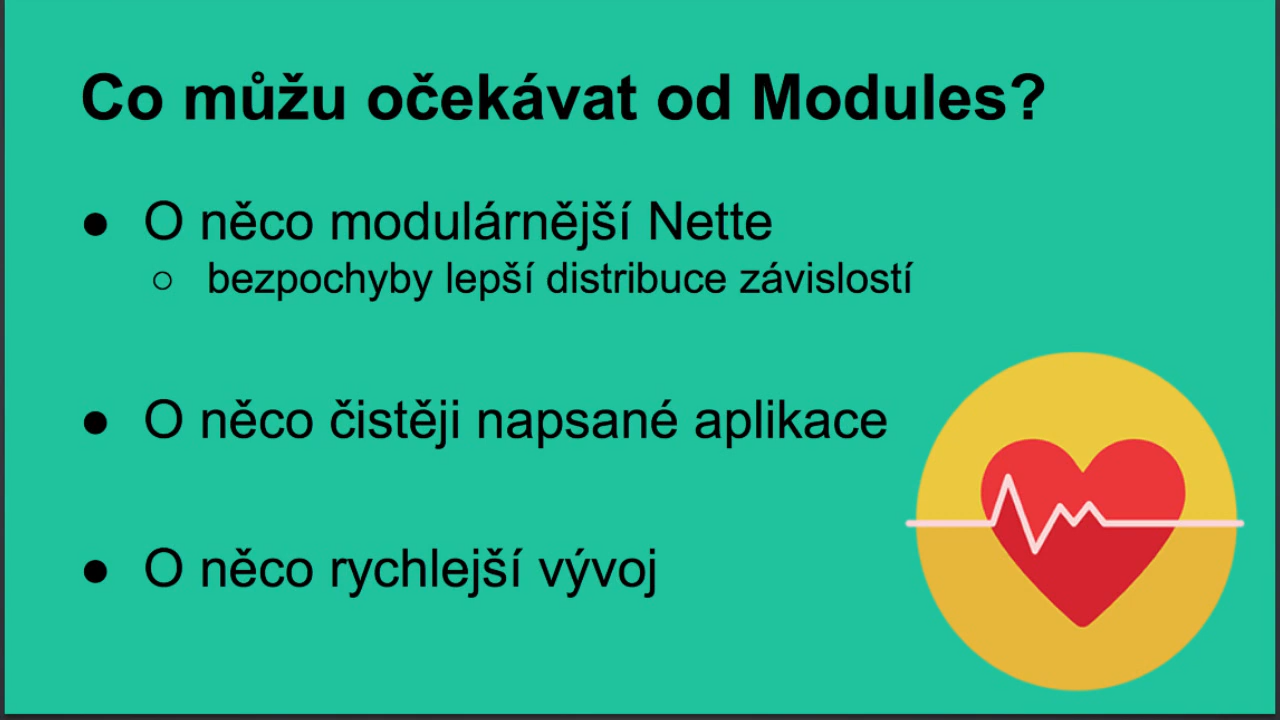 Co můžu očekávat od Modules?
● O něco modulárnější Nette
○ bezpochyby lepší distribuce závislostí
● O něco čistěji napsané aplikace
● O něco rychlejší vývoj